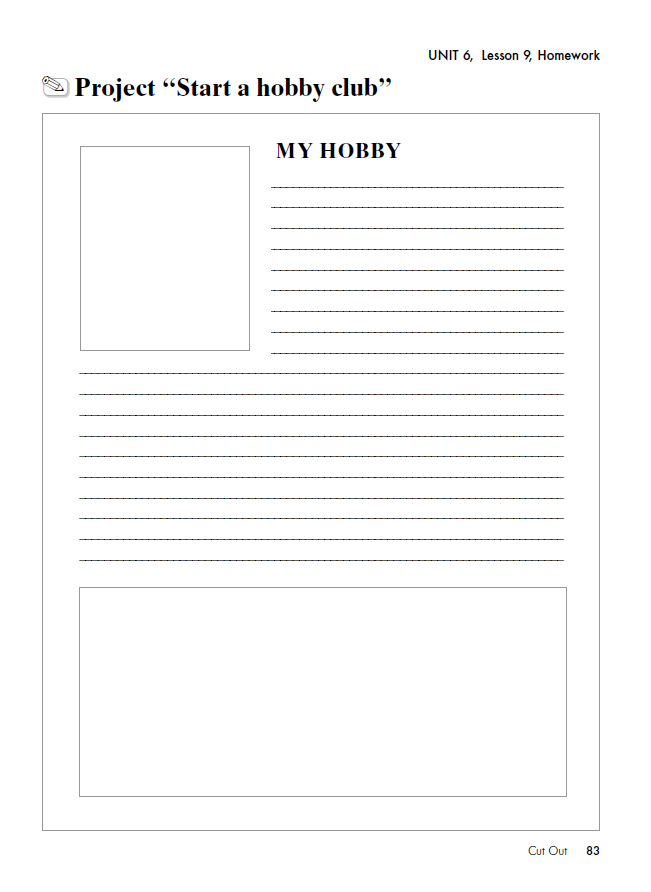 UNIT 6, Lesson 9, Homework
Project “Start a hobby club”
MY HOBBY
Cut Out 83